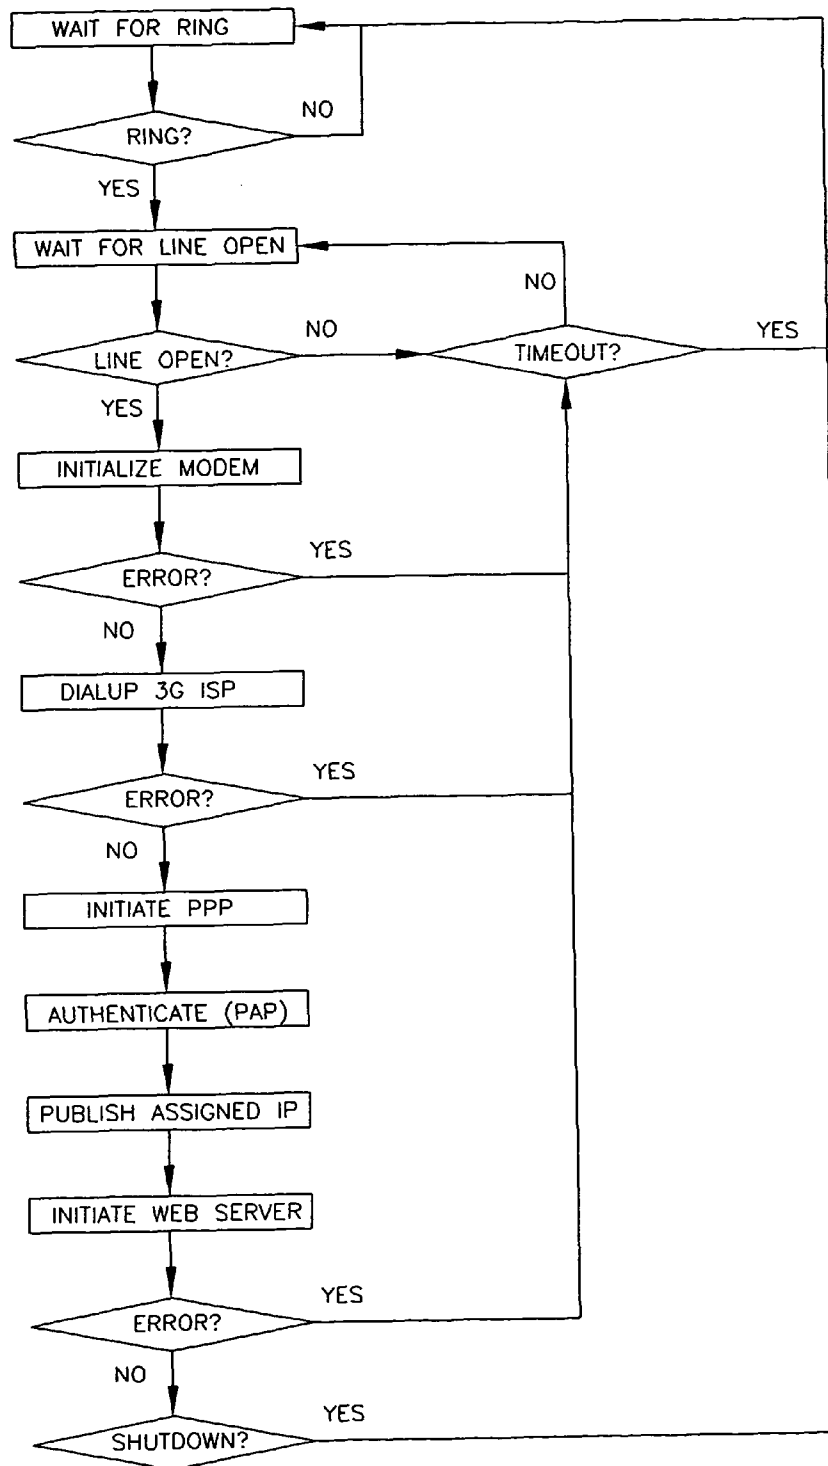 WAIT FOR RING
NO
RING?
YES
WAIT FOR LINE OPEN
NO
NO
YES
LINE OPEN?
TIMEOUT?
YES
INITIALIZE MODEM
YES
ERROR?
NO
DIALUP 3G ISP
YES
ERROR?
NO
INITIATE PPP
AUTHENTICATE (PAP)
PUBLISH ASSIGNED IP
INITIATE WEB SERVER
YES
ERROR?
NO
YES
SHUTDOWN?